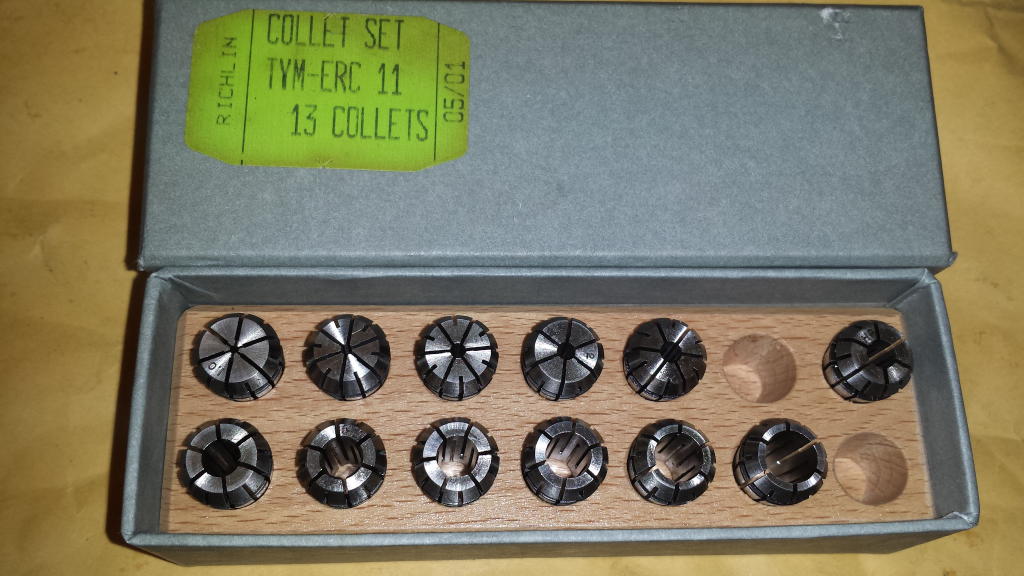 RICHLIN
COLLET SET
TYM-ERC 11
13 COLLETS
05/01